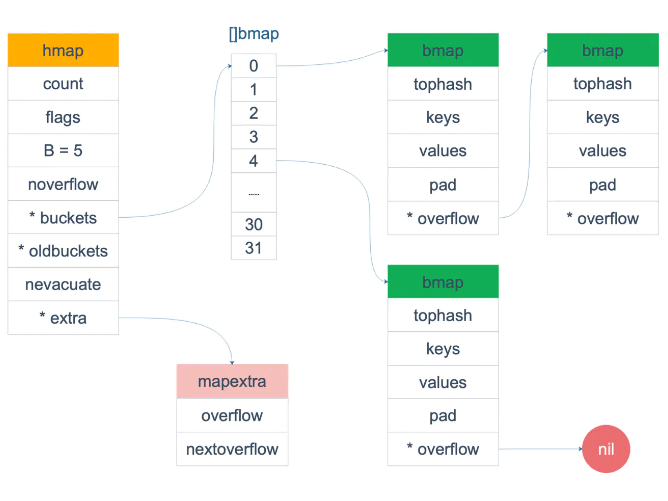 hmap
count
flags
B = 5
noverflow
* buckets
* oldbuckets
nevacuate
* extra
[]bmap
0
1
2
3
4
......
30
31
bmap
tophash
keys
values
pad
* overflow
bmap
tophash
keys
values
pad
* overflow
bmap
tophash
keys
values
pad
* overflow
nil
mapextra
overflow
nextoverflow